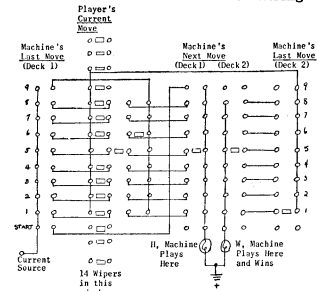 Player's
Current
Move
Machine's
Last Move
(Deck 1)
Machine's
Next Move
(Deck 1) (Deck 2)
Machine's
Last Move
(Deck 2)
9
8
7
6
5
4
3
2
1
START
9
8
7
6
5
4
3
2
1
Current
Source
14 Wipers
in this
H, Machine
Plays
Here
W, Machine
Plays Here
and Wins
+